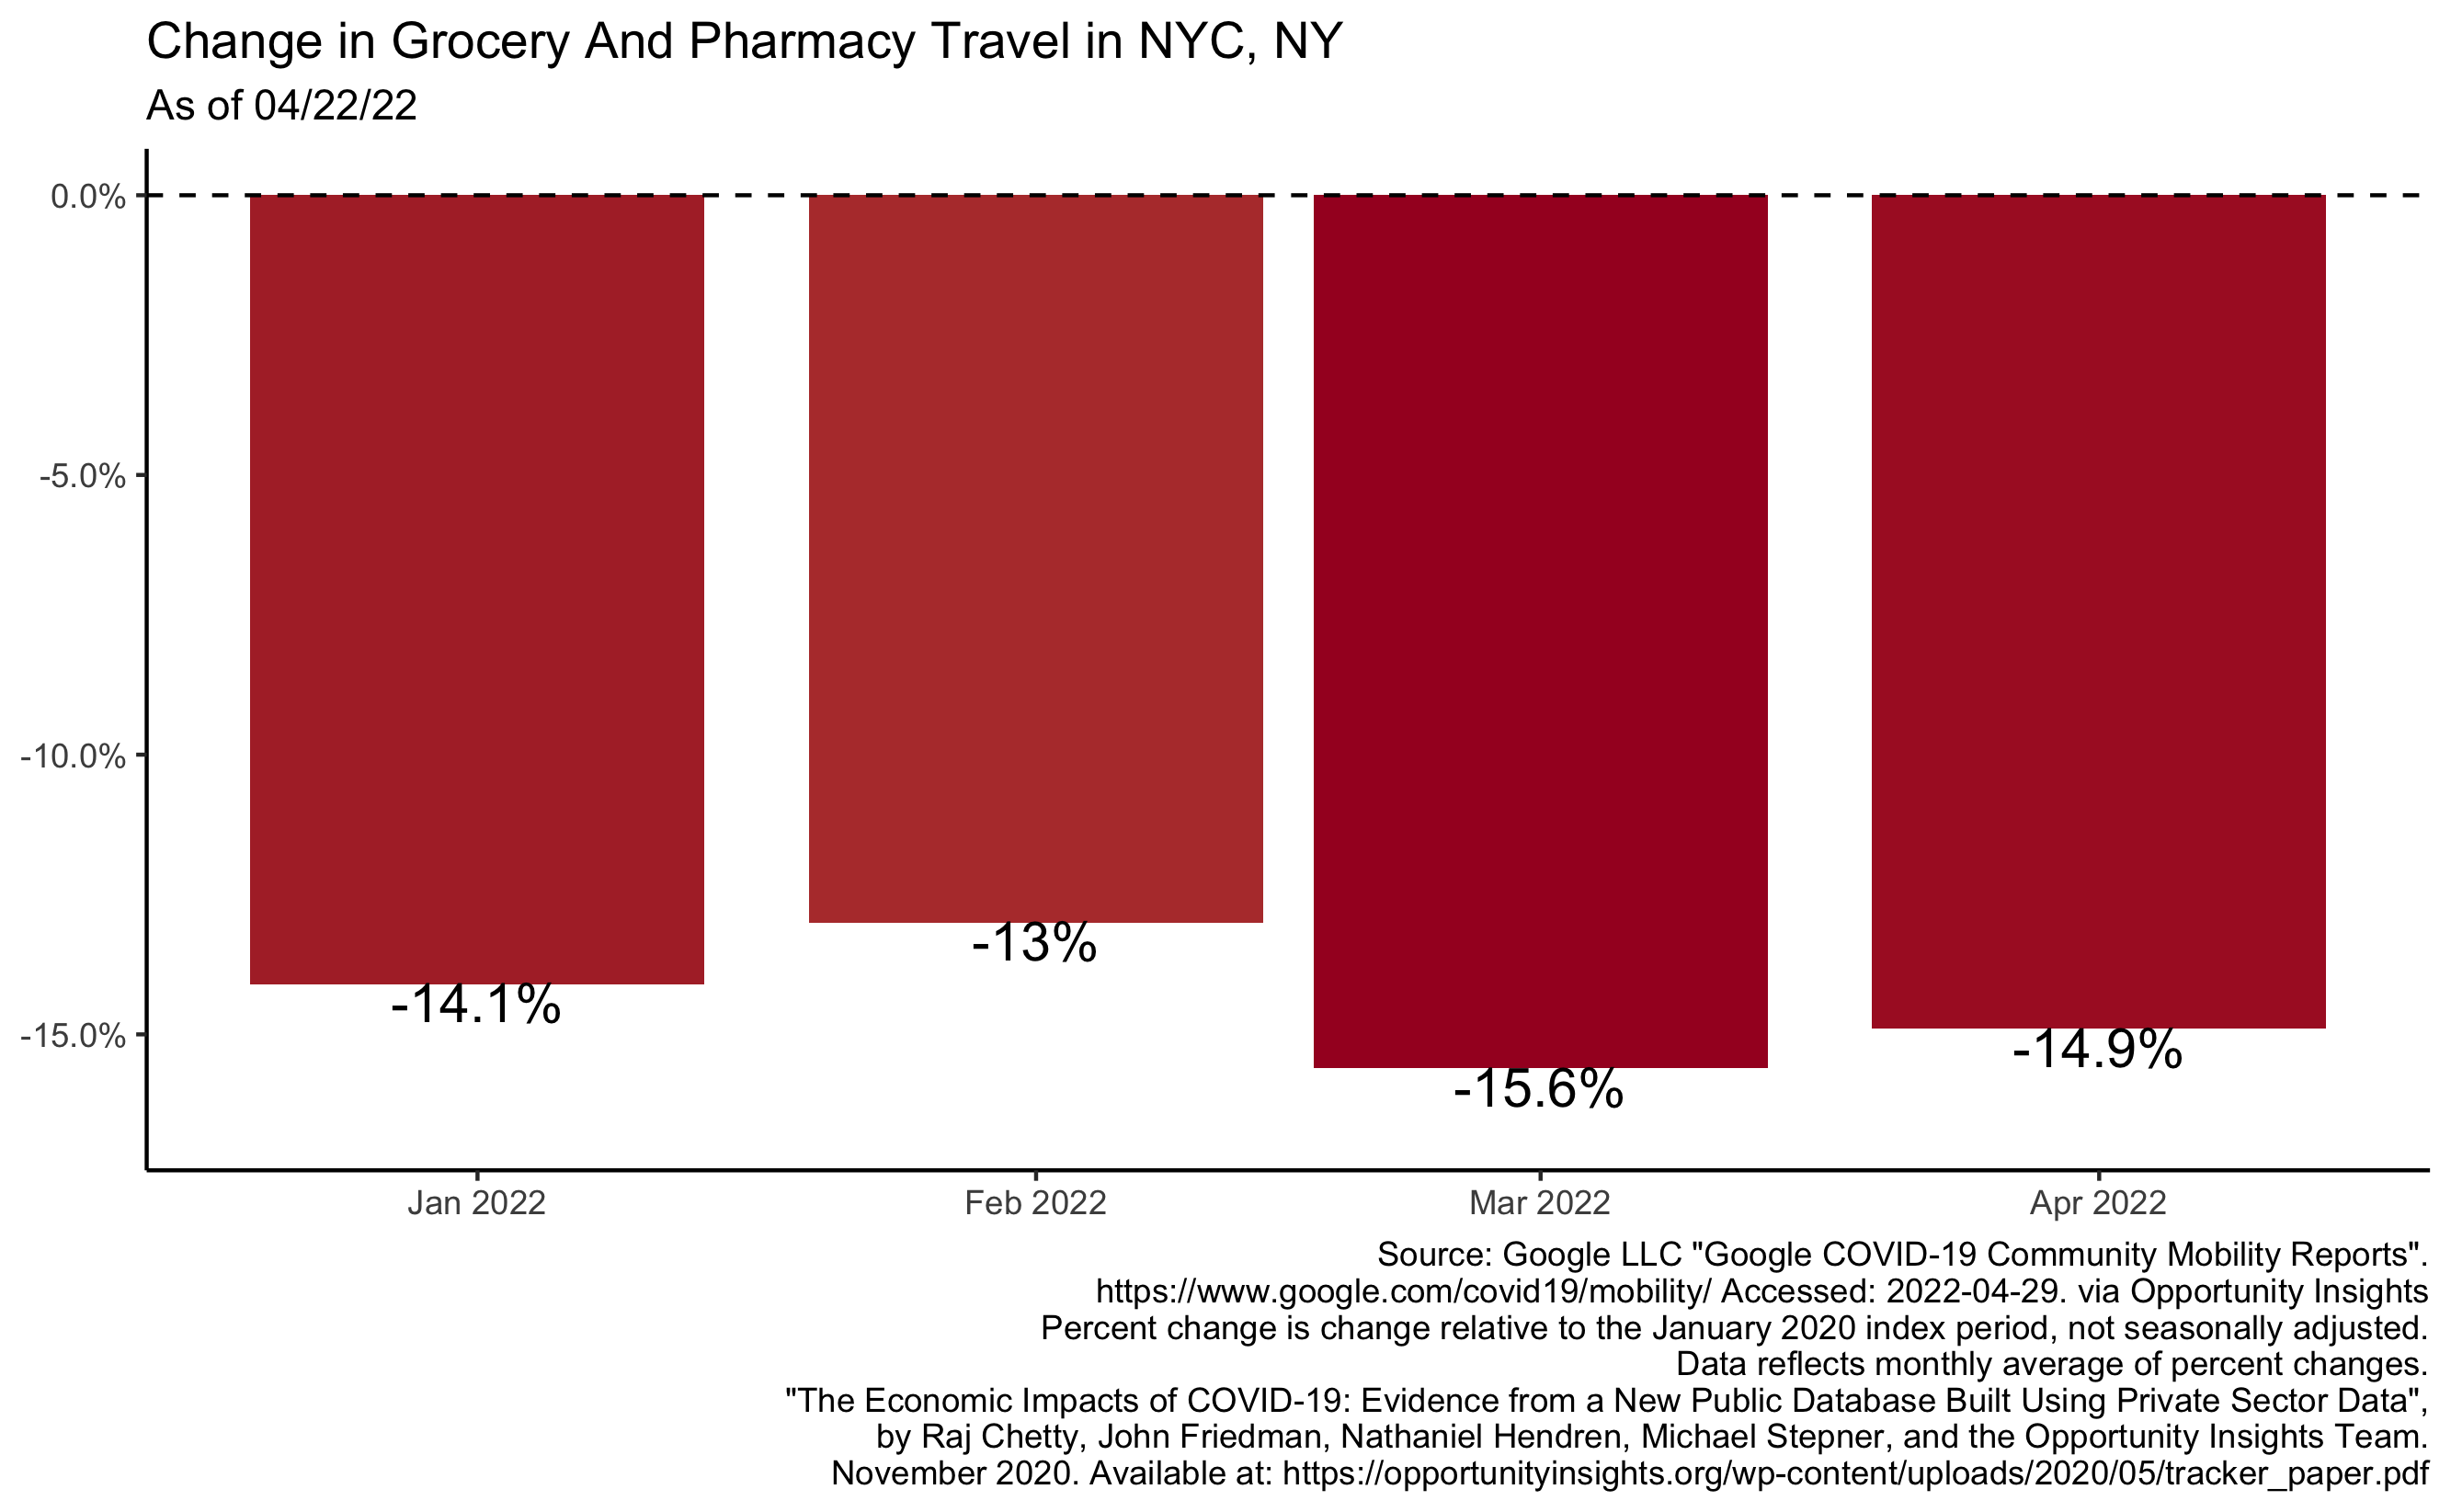 Change in Grocery And Pharmacy Travel in NYC, NY
As of 04/22/22
0.0%
-5.0%
-10.0%
-15.0%
-14.1%
-13%
-15.6%
-14.9%
Jan 2022
Feb 2022
Mar 2022
Apr 2022
Source: Google LLC "Google COVID-19 Community Mobility Reports".
https://www.google.com/covid19/mobility/ Accessed: 2022-04-29. via Opportunity Insights
Percent change is change relative to the January 2020 index period, not seasonally adjusted.
Data reflects monthly average of percent changes.
"The Economic Impacts of COVID-19: Evidence from a New Public Database Built Using Private Sector Data",
by Raj Chetty, John Friedman, Nathaniel Hendren, Michael Stepner, and the Opportunity Insights Team.
November 2020. Available at: https://opportunityinsights.org/wp-content/uploads/2020/05/tracker_paper.pdf